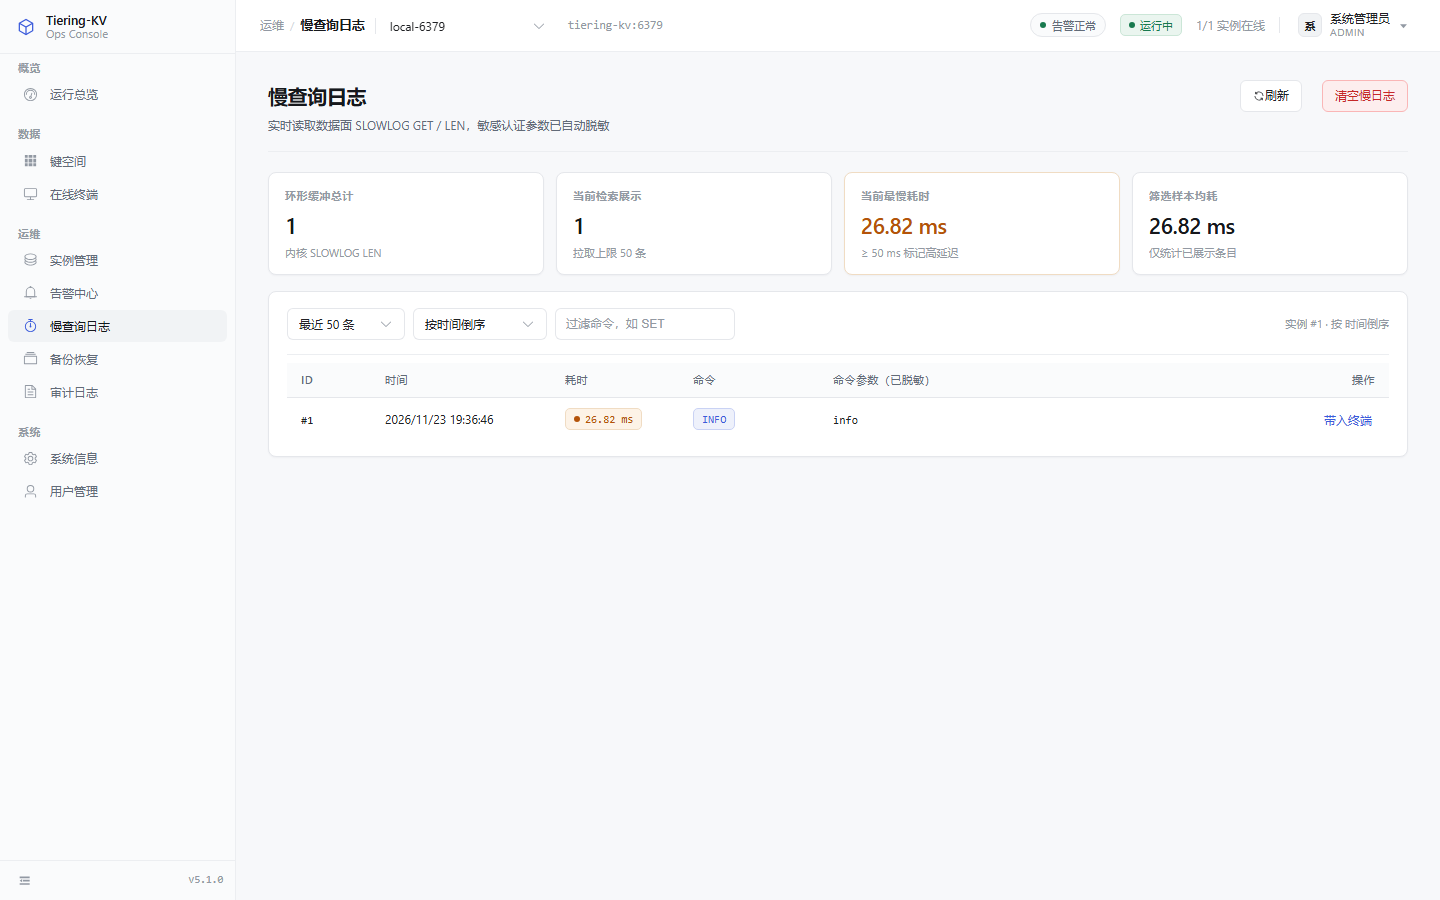 Tiering-KV
Ops Console
概览
运行总览
数据
键空间
在线终端
运维
实例管理
告警中心
慢查询日志
备份恢复
审计日志
系统
系统信息
用户管理
v5.1.0
运维 / 慢查询日志
local-6379
tiering-kv:6379
告警正常
运行中
1/1 实例在线
系
系统管理员
ADMIN
慢查询日志
实时读取数据面 SLOWLOG GET / LEN，敏感认证参数已自动脱敏
刷新
清空慢日志
环形缓冲总计
1
内核 SLOWLOG LEN
当前检索展示
1
拉取上限 50 条
当前最慢耗时
26.82 ms
≥ 50 ms 标记高延迟
筛选样本均耗
26.82 ms
仅统计已展示条目
最近 50 条
按时间倒序
过滤命令，如 SET
实例 #1 · 按 时间倒序
ID 时间 耗时 命令 命令参数（已脱敏） 操作
#1 2026/11/23 19:36:46 26.82 ms INFO info 带入终端